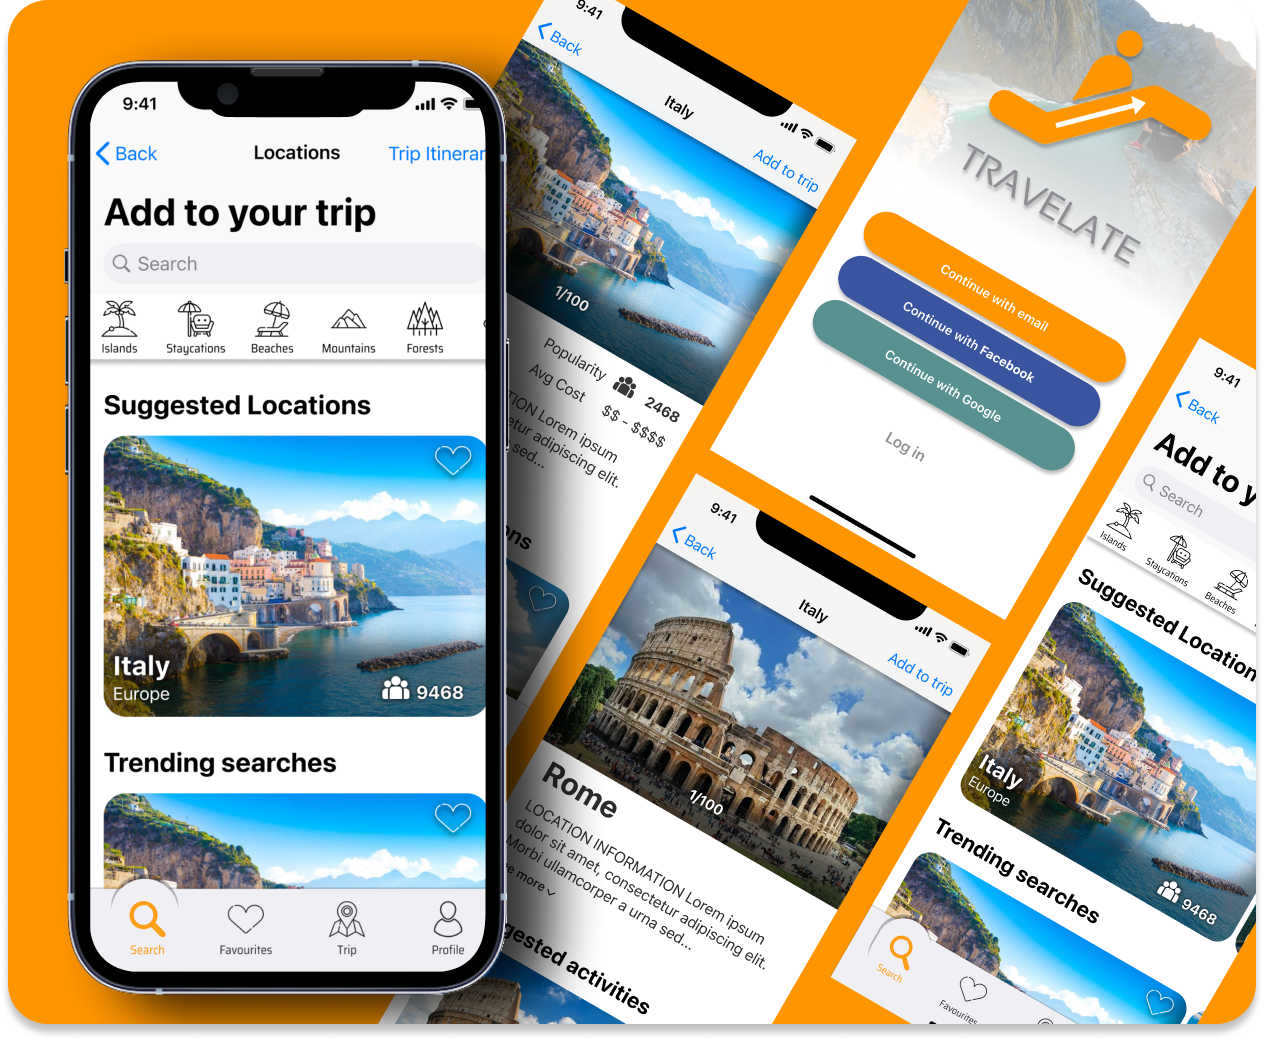 9:41
Back
Locations
Trip Itinerar
Add to your trip
Search
Islands
Staycations
Beaches
Mountains
Forests
Suggested Locations
Italy
Europe
9468
Trending searches
Search
Favourites
Trip
Profile
9:41
Back
Italy
Add to trip
1/100
Popularity
2468
Avg Cost
$$ - $$$$
TION Lorem ipsum
etur adipiscing elit.
sed...
ons
TRAVELATE
Continue with email
Continue with Facebook
Continue with Google
Log in
9:41
Back
Italy
Add to trip
1/100
Rome
LOCATION INFORMATION Lorem ipsum
dolor sit amet, consectetur adipiscing elit.
Morbi ullamcorper a urna sed...
e more
gested activities
9:41
Back
Add to y
Search
Islands
Staycations
Beaches
Suggested Location
Italy
Europe
9468
Trending searches
Search
Favourites